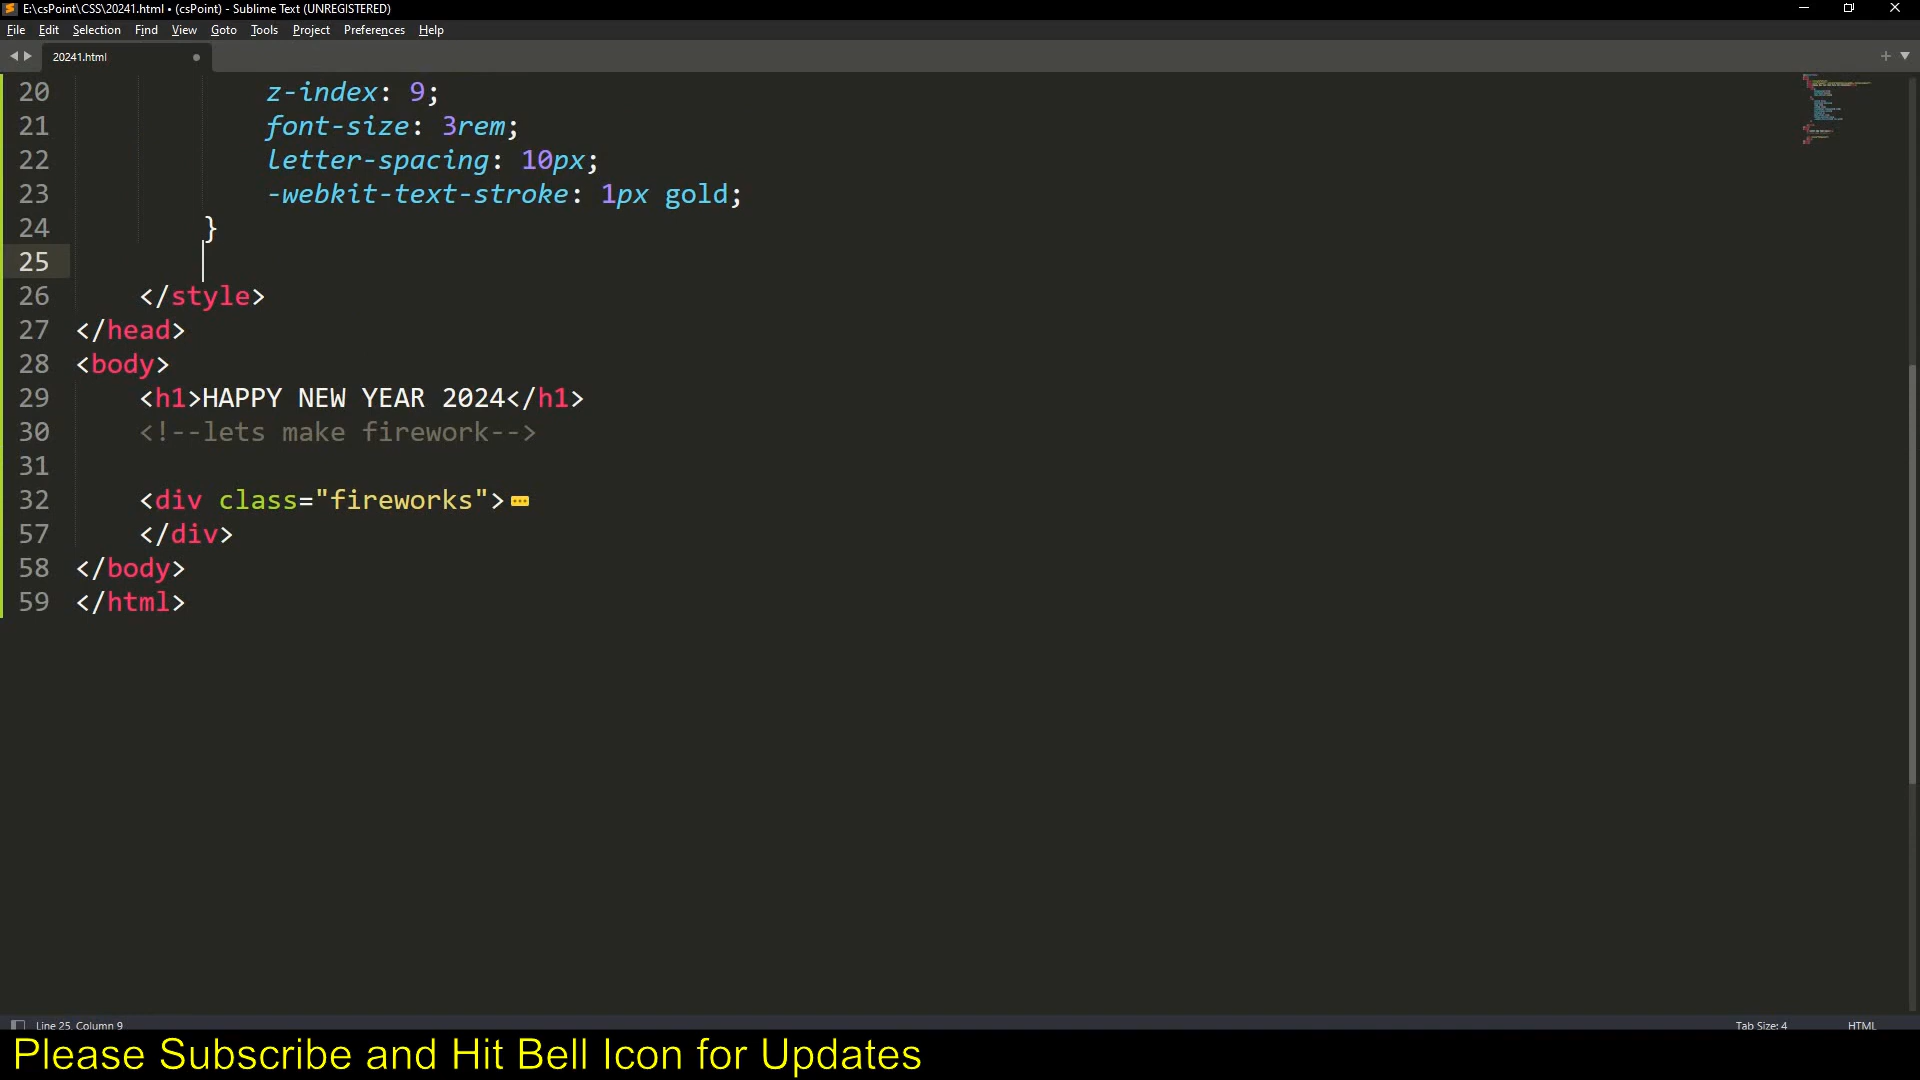 E:\csPoint\CSS\20241.html • (csPoint) - Sublime Text (UNREGISTERED)
File Edit Selection Find View Goto Tools Project Preferences Help
20241.html
20 z-index: 9;
21 font-size: 3rem;
22 letter-spacing: 10px;
23 -webkit-text-stroke: 1px gold;
24 }
25
26 </style>
27 </head>
28 <body>
29 <h1>HAPPY NEW YEAR 2024</h1>
30 <!--lets make firework-->
31
32 <div class="fireworks">
57 </div>
58 </body>
59 </html>
Line 25, Column 9 Tab Size: 4 HTML
Please Subscribe and Hit Bell Icon for Updates